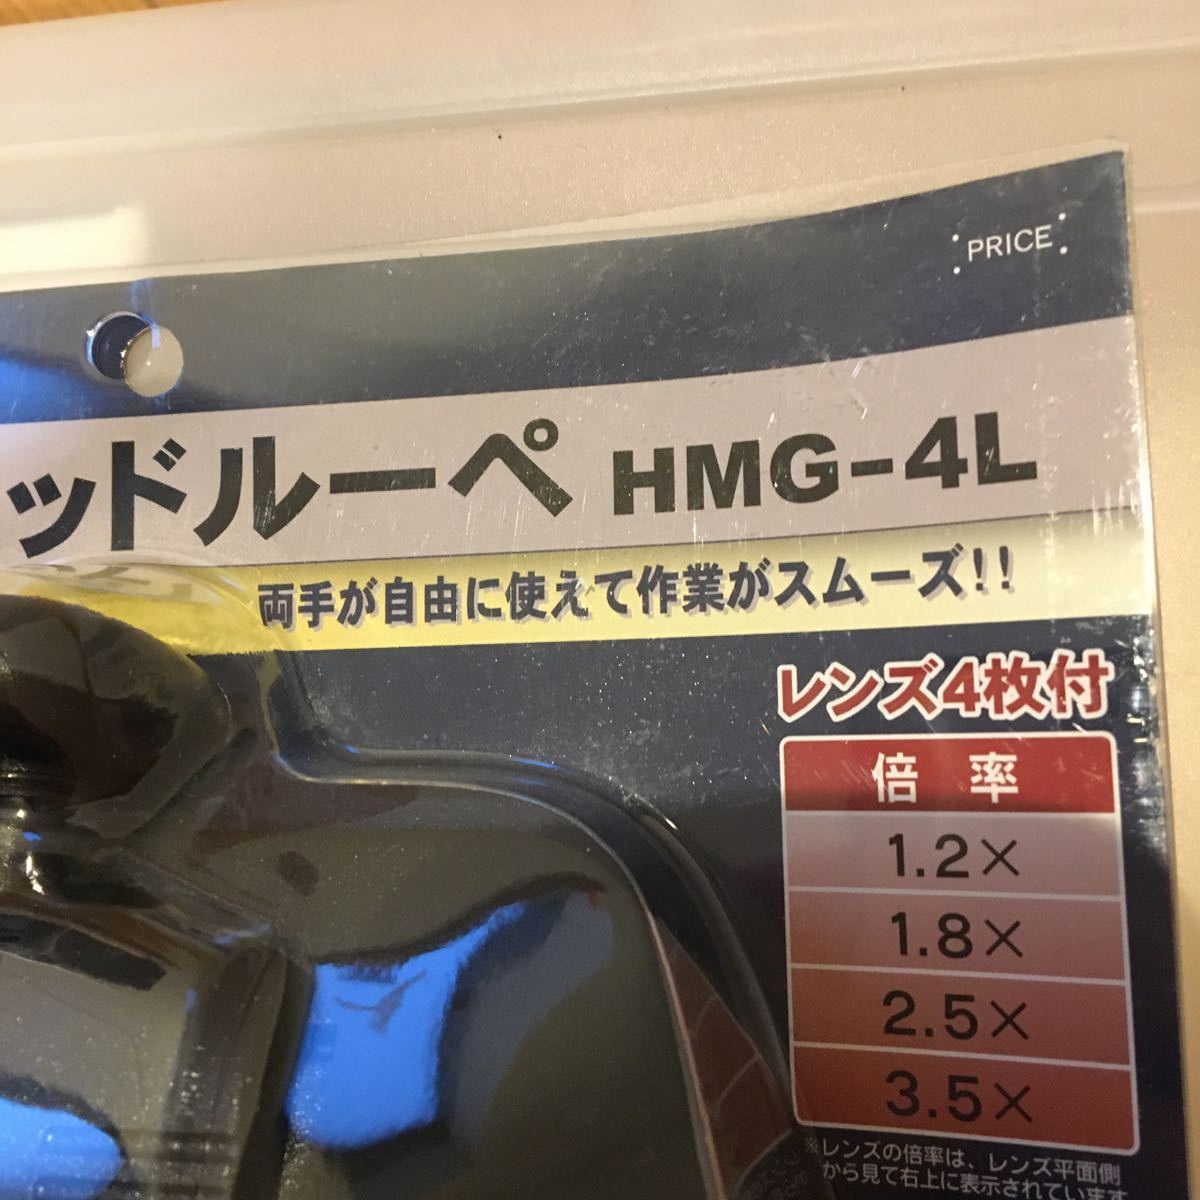 PRICE
ッドルーペ HMG-4L
両手が自由に使えて作業がスムーズ!!
レンズ4枚付
倍 率
1.2×
1.8×
2.5×
3.5×
※レンズの倍率は、レンズ平面側
から見て右上に表示されています